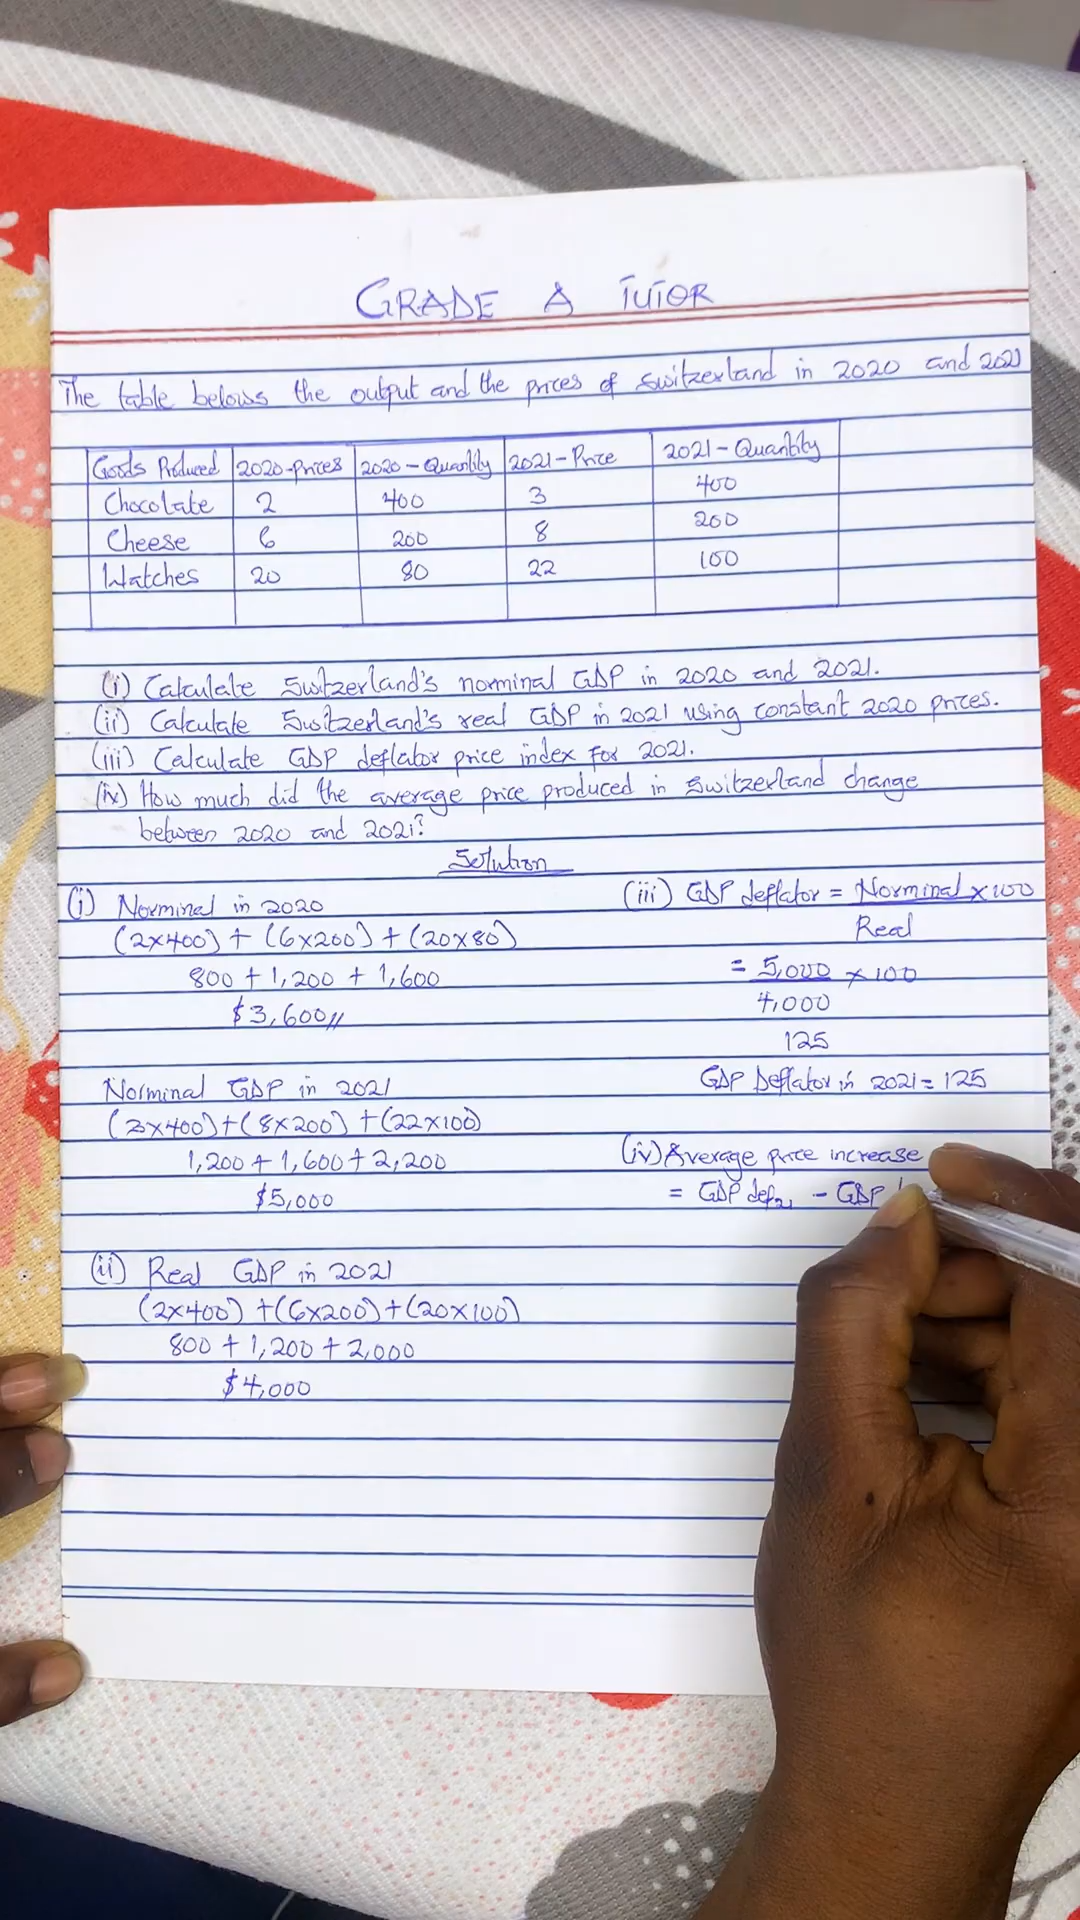 GRADE A TUTOR
The table belows the output and the prices of Switzerland in 2020 and 2021
Goods Produced 2020-prices 2020-Quantity 2021-Price 2021-Quantity
Chocolate 2 400 3 400
Cheese 6 200 8 200
Watches 20 80 22 100
(i) Calculate Switzerland's norminal GDP in 2020 and 2021.
(ii) Calculate Switzerland's real GDP in 2021 using constant 2020 prices.
(iii) Calculate GDP deflator price index for 2021.
(iv) How much did the average price produced in Switzerland change
between 2020 and 2021?
Solution
(i) Norminal in 2020
(2x400) + (6x200) + (20x80)
800 + 1,200 + 1,600
$3,600//
Norminal GDP in 2021
(3x400)+(8x200)+(22x100)
1,200 + 1,600 + 2,200
$5,000
(ii) Real GDP in 2021
(2x400) + (6x200) + (20x100)
800 + 1,200 + 2,000
$4,000
(iii) GDP deflator = Norminal x 100
Real
= 5,000 x 100
4,000
125
GDP Deflator in 2021 = 125
(iv) Average price increase
= GDP def21 - GDP